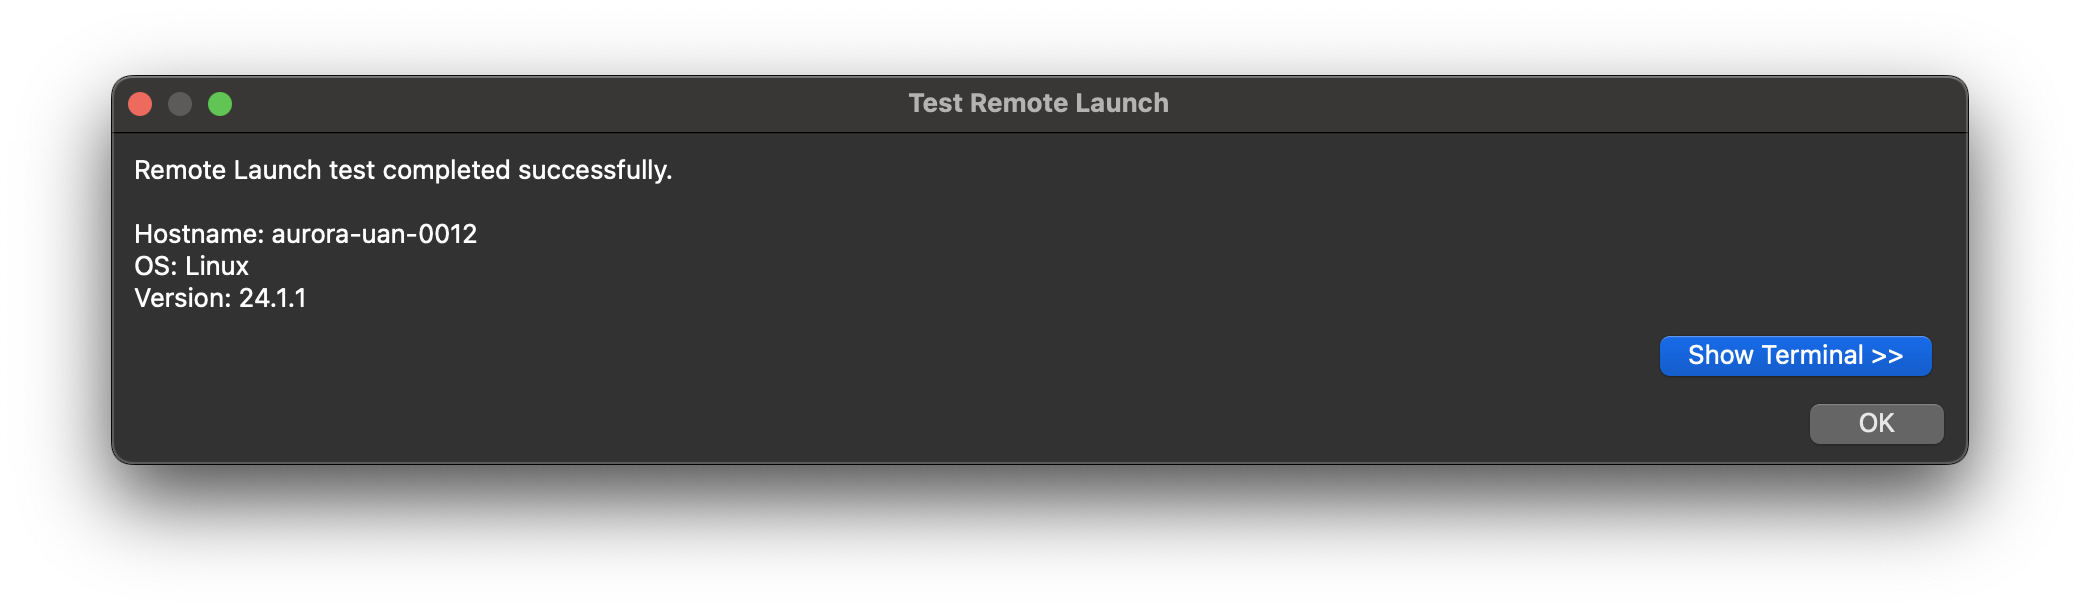 Test Remote Launch
Remote Launch test completed successfully.
Hostname: aurora-uan-0012
OS: Linux
Version: 24.1.1
Show Terminal >>
OK